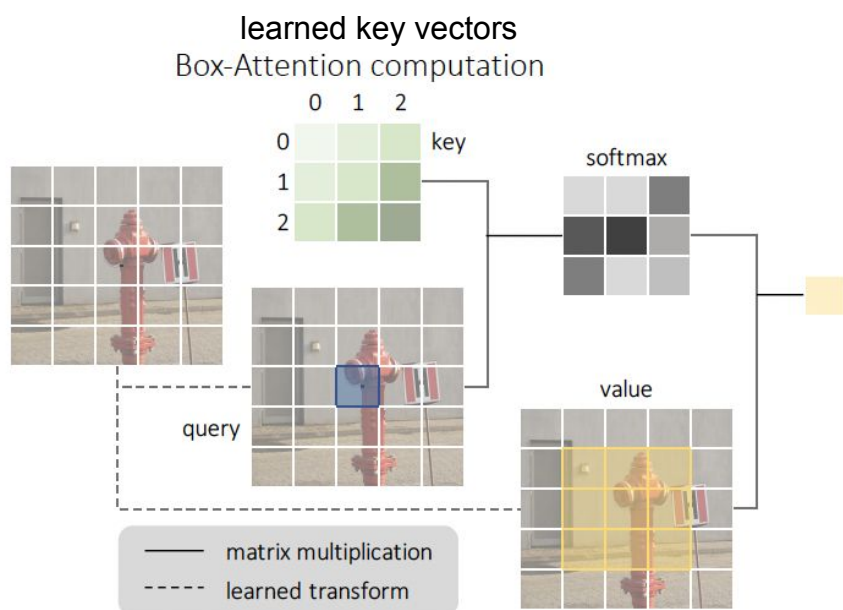 learned key vectors
Box-Attention computation
0 1 2
0
key
1
2
softmax
query
value
matrix multiplication
learned transform